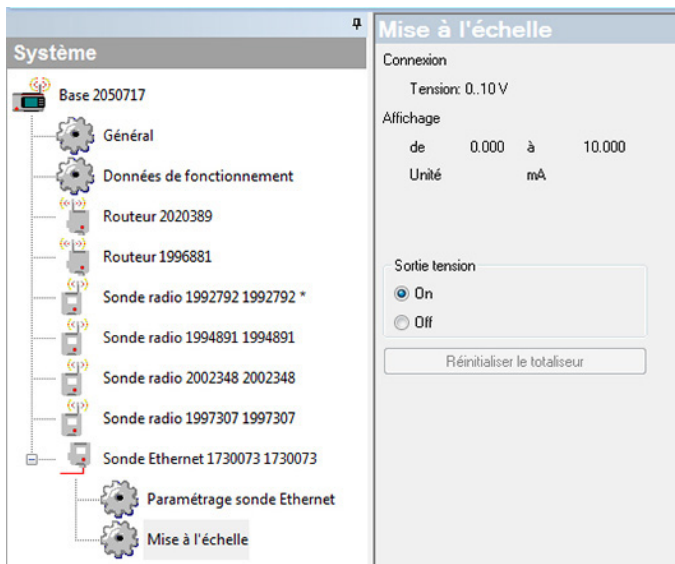 Système
Base 2050717
Général
Données de fonctionnement
Routeur 2020389
Routeur 1996881
Sonde radio 1992792 1992792 *
Sonde radio 1994891 1994891
Sonde radio 2002348 2002348
Sonde radio 1997307 1997307
Sonde Ethernet 1730073 1730073
Paramétrage sonde Ethernet
Mise à l'échelle
Mise à l'échelle
Connexion
Tension: 0..10 V
Affichage
de 0.000 à 10.000
Unité mA
Sortie tension
On
Off
Réinitialiser le totaliseur